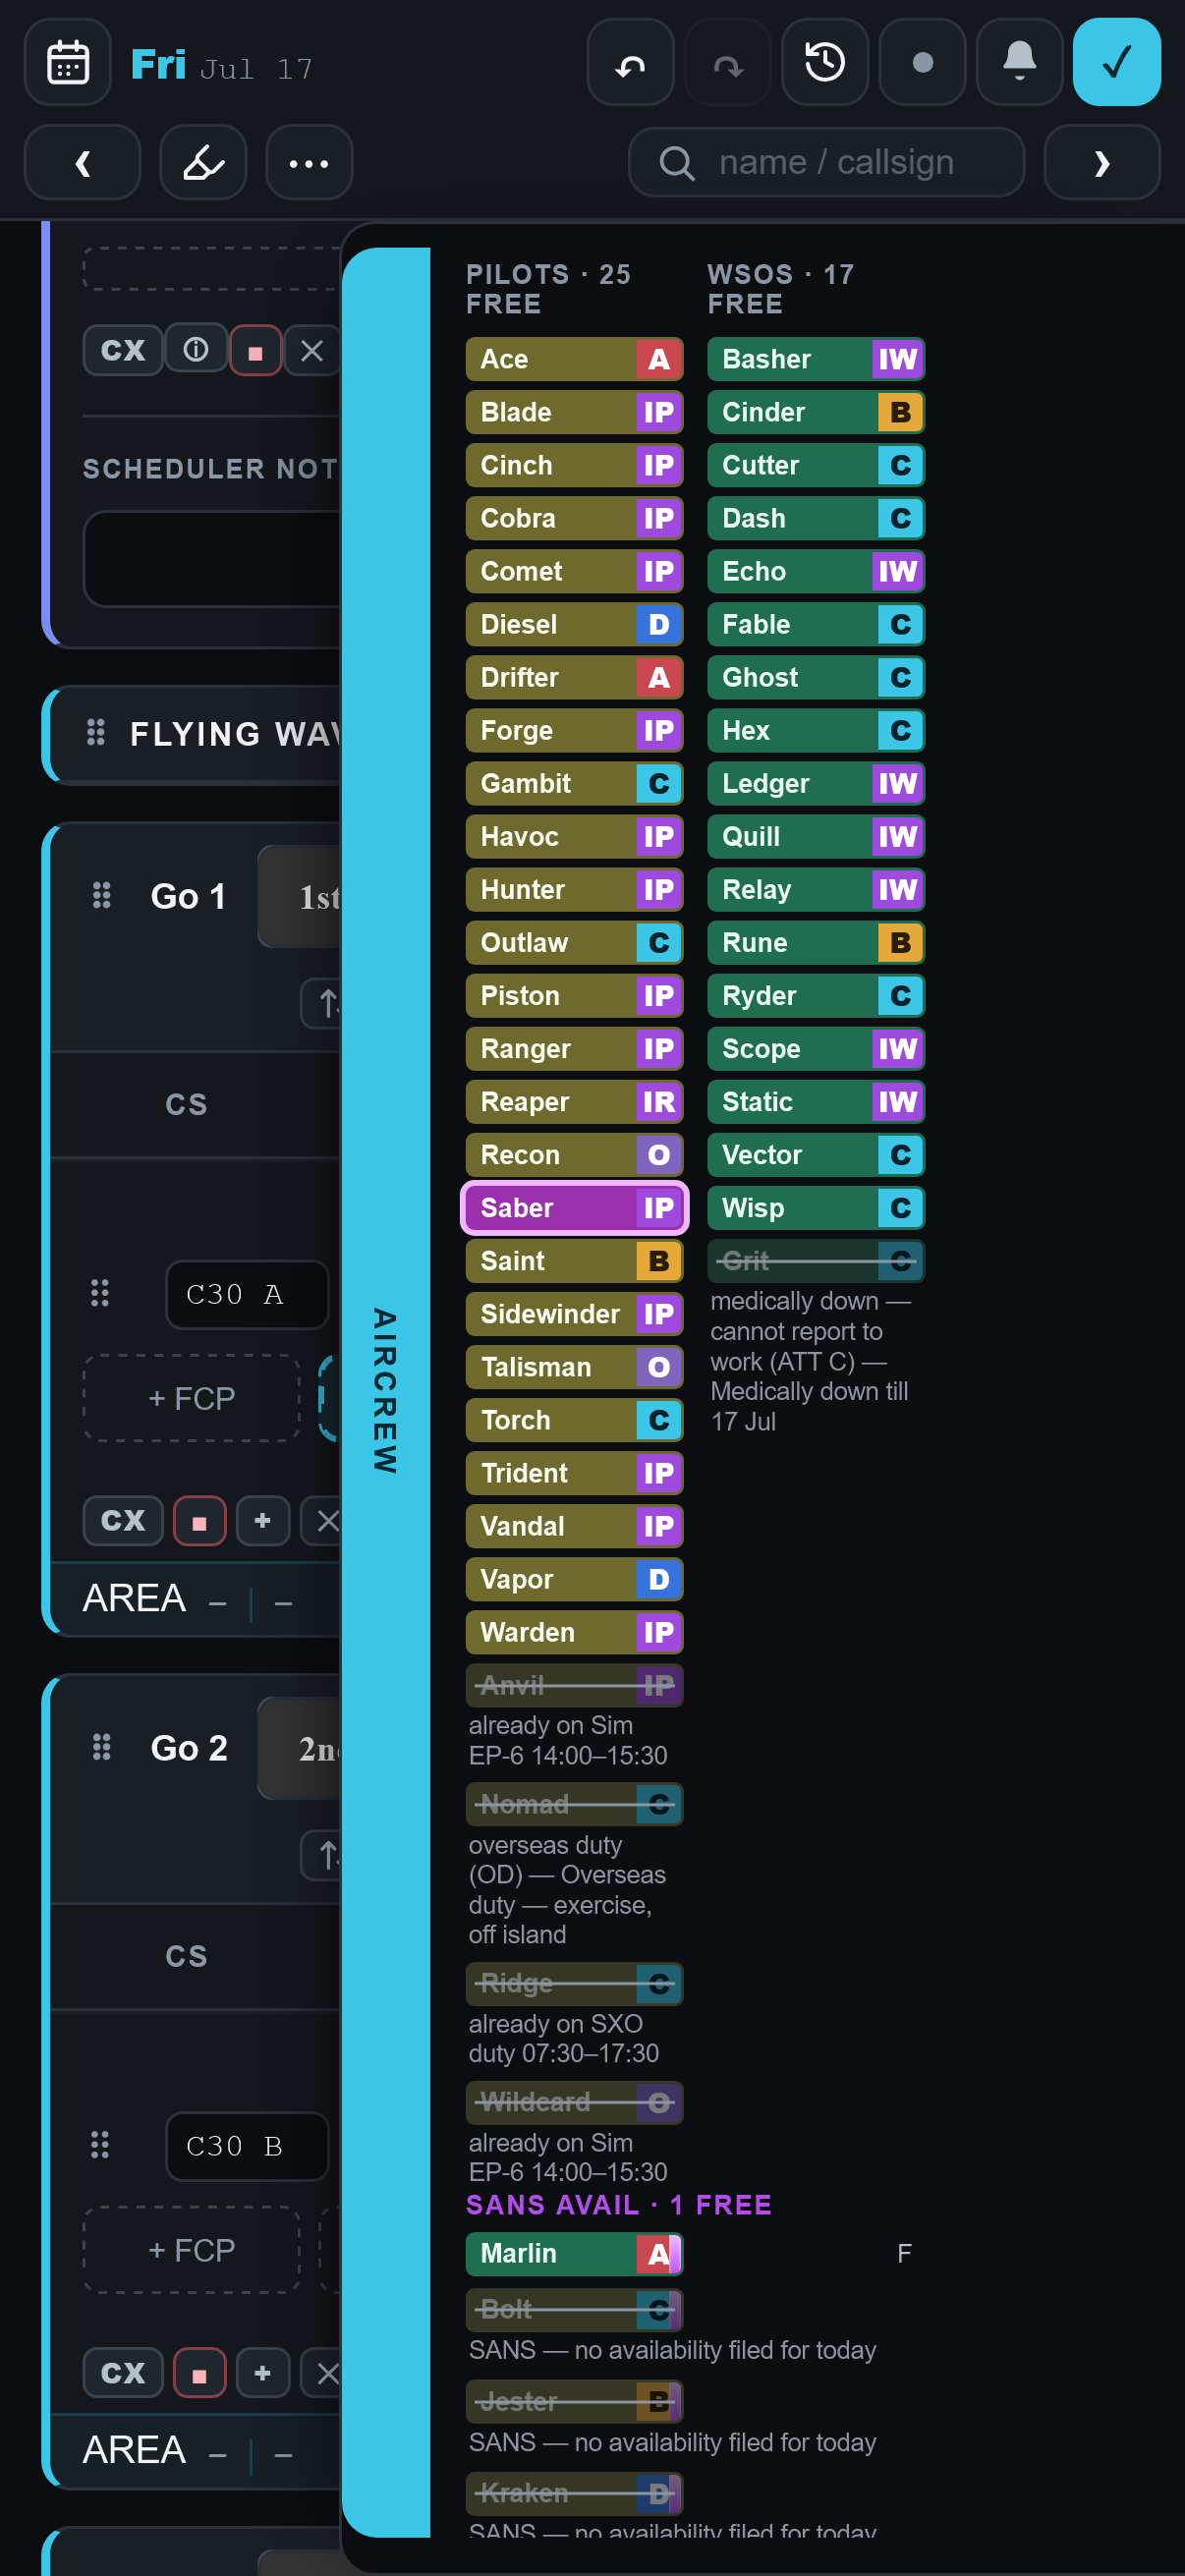 Fri Jul 17
name / callsign
CX
SCHEDULER NOT
FLYING WAV
Go 1 1st
CS
C30 A
+ FCP
CX + 
AREA – | –
Go 2 2n
CS
C30 B
+ FCP
CX +
AREA – | –
AIRCREW
PILOTS · 25
FREE
Ace A
Blade IP
Cinch IP
Cobra IP
Comet IP
Diesel D
Drifter A
Forge IP
Gambit C
Havoc IP
Hunter IP
Outlaw C
Piston IP
Ranger IP
Reaper IR
Recon O
Saber IP
Saint B
Sidewinder IP
Talisman O
Torch C
Trident IP
Vandal IP
Vapor D
Warden IP
Anvil IP
already on Sim
EP-6 14:00–15:30
Nomad C
overseas duty
(OD) — Overseas
duty — exercise,
off island
Ridge C
already on SXO
duty 07:30–17:30
Wildcard O
already on Sim
EP-6 14:00–15:30
WSOS · 17
FREE
Basher IW
Cinder B
Cutter C
Dash C
Echo IW
Fable C
Ghost C
Hex C
Ledger IW
Quill IW
Relay IW
Rune B
Ryder C
Scope IW
Static IW
Vector C
Wisp C
Grit C
medically down —
cannot report to
work (ATT C) —
Medically down till
17 Jul
SANS AVAIL · 1 FREE
Marlin A F
Bolt C
SANS — no availability filed for today
Jester B
SANS — no availability filed for today
Kraken D
SANS — no availability filed for today